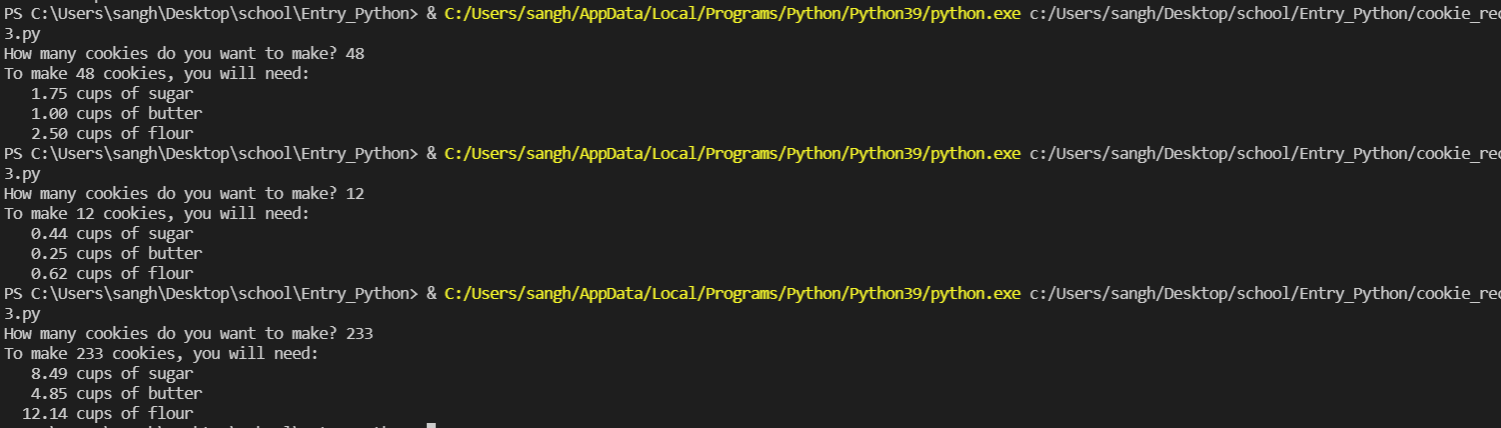 PS C:\Users\sangh\Desktop\school\Entry_Python> & C:/Users/sangh/AppData/Local/Programs/Python/Python39/python.exe c:/Users/sangh/Desktop/school/Entry_Python/cookie_rec
3.py
How many cookies do you want to make? 48
To make 48 cookies, you will need:
   1.75 cups of sugar
   1.00 cups of butter
   2.50 cups of flour
PS C:\Users\sangh\Desktop\school\Entry_Python> & C:/Users/sangh/AppData/Local/Programs/Python/Python39/python.exe c:/Users/sangh/Desktop/school/Entry_Python/cookie_rec
3.py
How many cookies do you want to make? 12
To make 12 cookies, you will need:
   0.44 cups of sugar
   0.25 cups of butter
   0.62 cups of flour
PS C:\Users\sangh\Desktop\school\Entry_Python> & C:/Users/sangh/AppData/Local/Programs/Python/Python39/python.exe c:/Users/sangh/Desktop/school/Entry_Python/cookie_rec
3.py
How many cookies do you want to make? 233
To make 233 cookies, you will need:
   8.49 cups of sugar
   4.85 cups of butter
  12.14 cups of flour